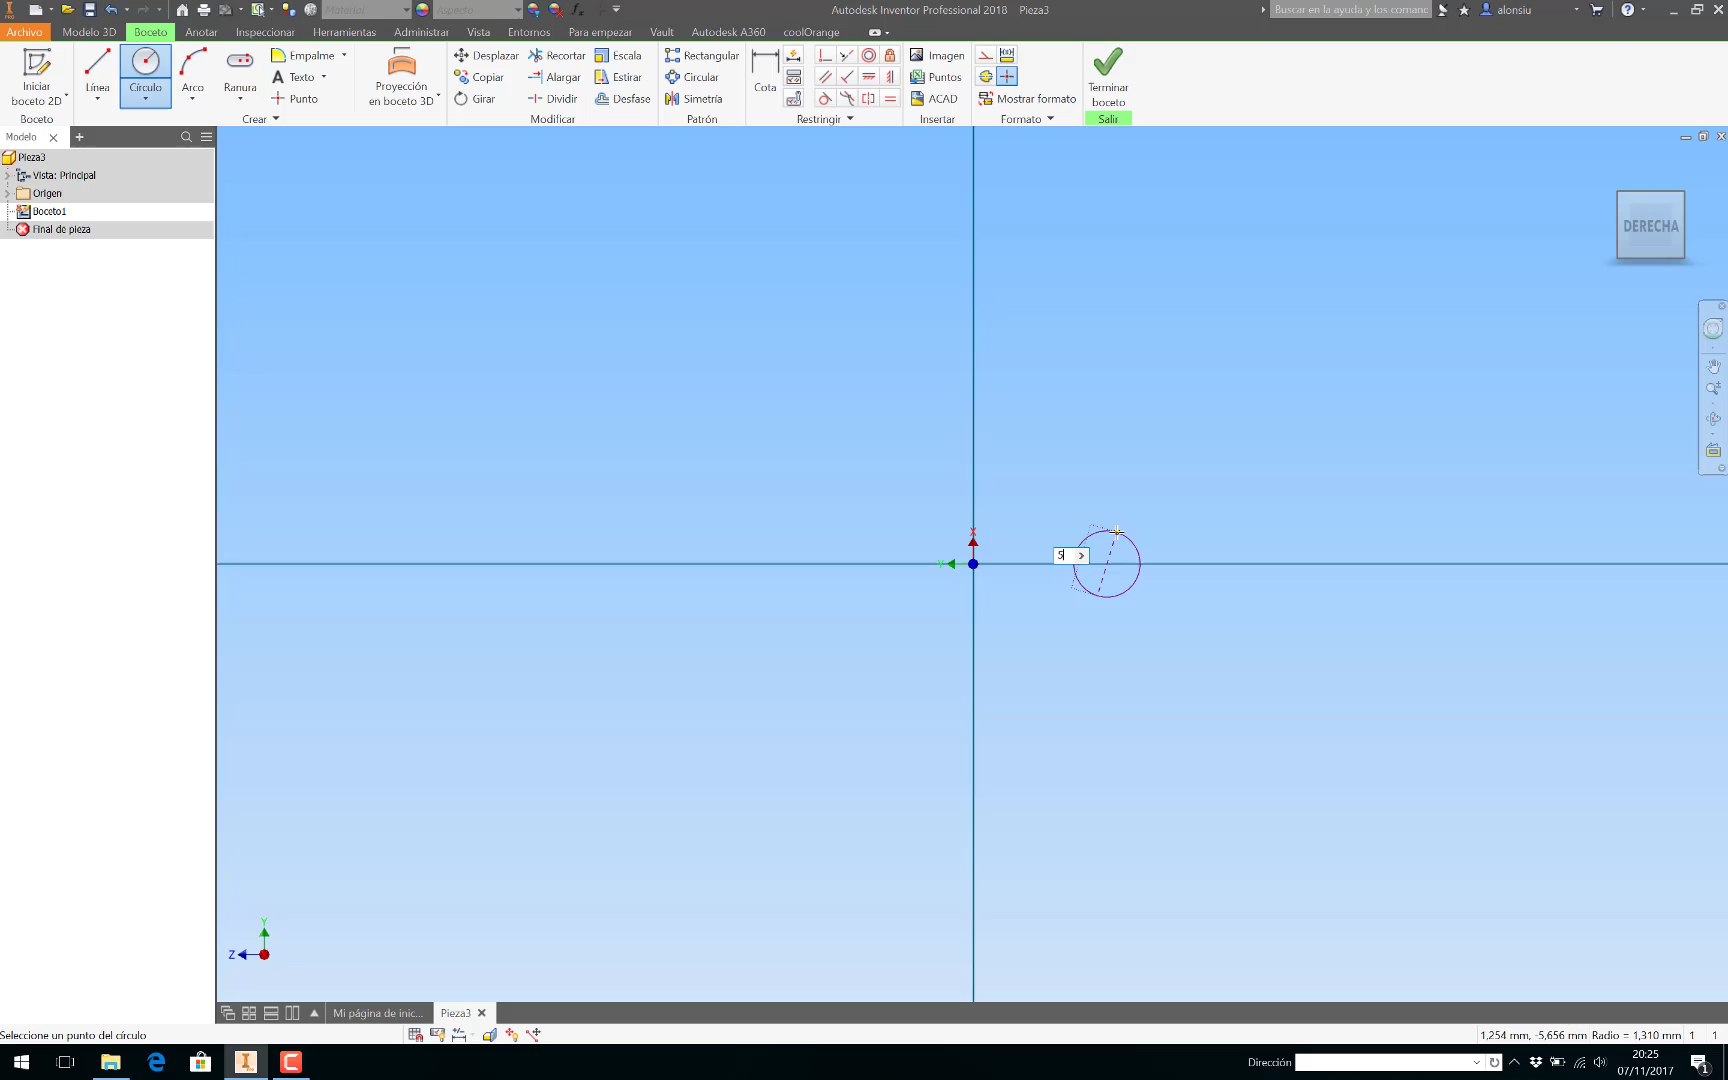 Material
Aspecto
Autodesk Inventor Professional 2018 Pieza3
Buscar en la ayuda y los comanc
alonsiu
Archivo Modelo 3D Boceto Anotar Inspeccionar Herramientas Administrar Vista Entornos Para empezar Vault Autodesk A360 coolOrange
Iniciar boceto 2D
Línea
Círculo
Arco
Ranura
Empalme
Texto
Punto
Proyección en boceto 3D
Desplazar
Copiar
Girar
Recortar
Alargar
Dividir
Escala
Estirar
Desfase
Rectangular
Circular
Simetría
Cota
Imagen
Puntos
ACAD
Mostrar formato
Terminar boceto
Boceto Crear Modificar Patrón Restringir Insertar Formato Salir
Modelo
Pieza3
Vista: Principal
Origen
Boceto1
Final de pieza
DERECHA
X
Y
5
Y
Z
Mi página de inic... Pieza3
Seleccione un punto del círculo
1,254 mm, -5,656 mm Radio = 1,310 mm 1 1
Dirección
20:25
07/11/2017